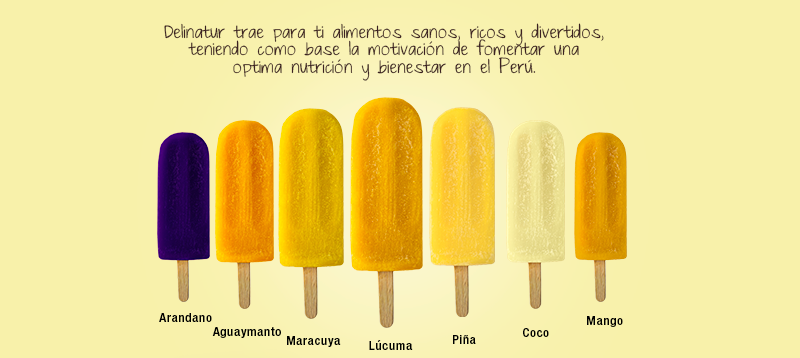 Delinatur trae para ti alimentos sanos, ricos y divertidos,
teniendo como base la motivación de fomentar una
optima nutrición y bienestar en el Perú.
Arandano
Aguaymanto
Maracuya
Lúcuma
Piña
Coco
Mango